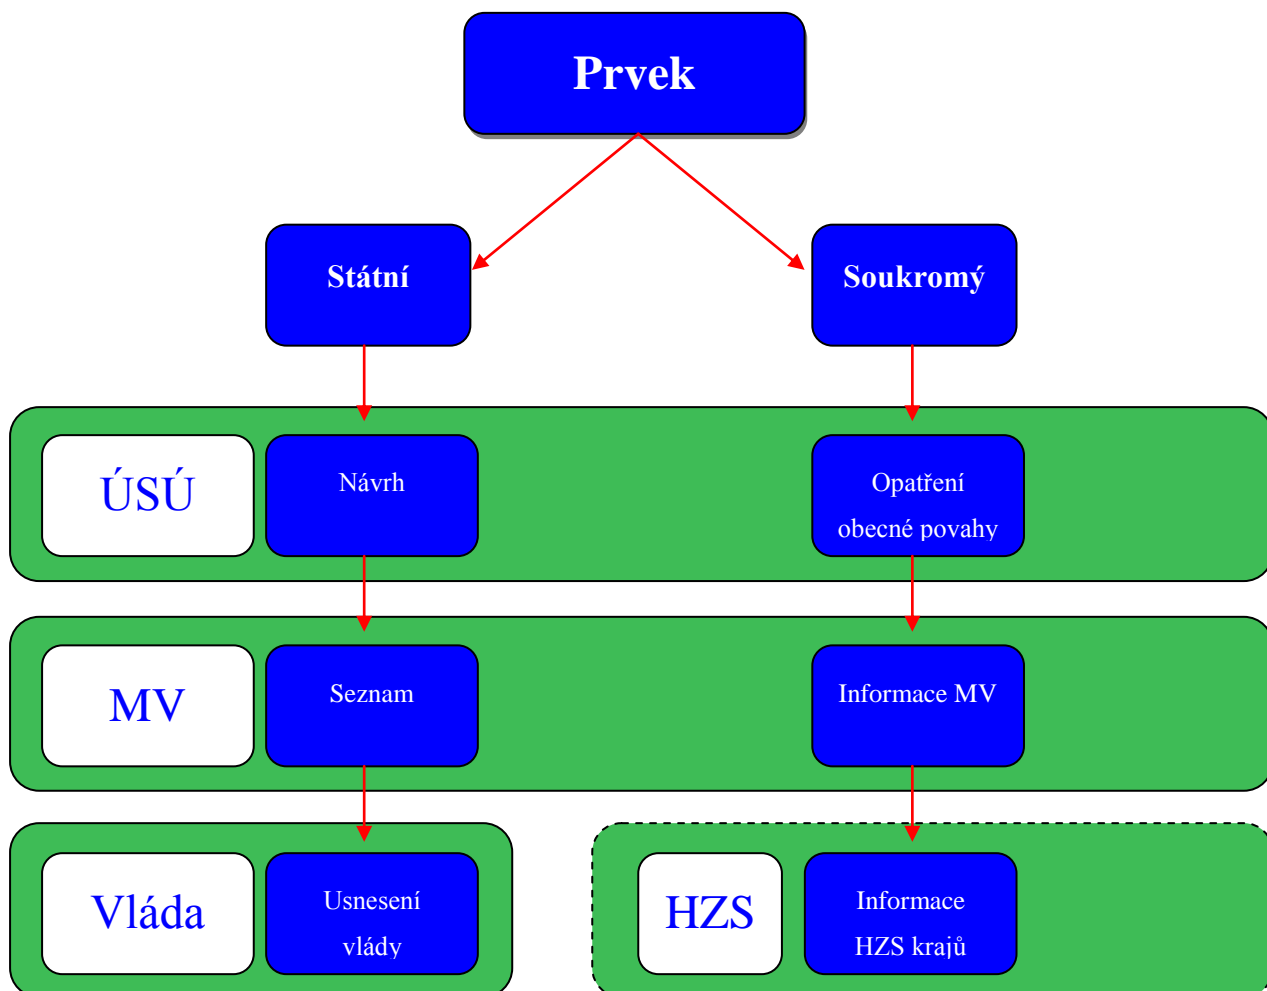 Prvek
Státní
Soukromý
ÚSÚ
Návrh
Opatření
obecné povahy
MV
Seznam
Informace MV
Vláda
Usnesení
vlády
HZS
Informace
HZS krajů